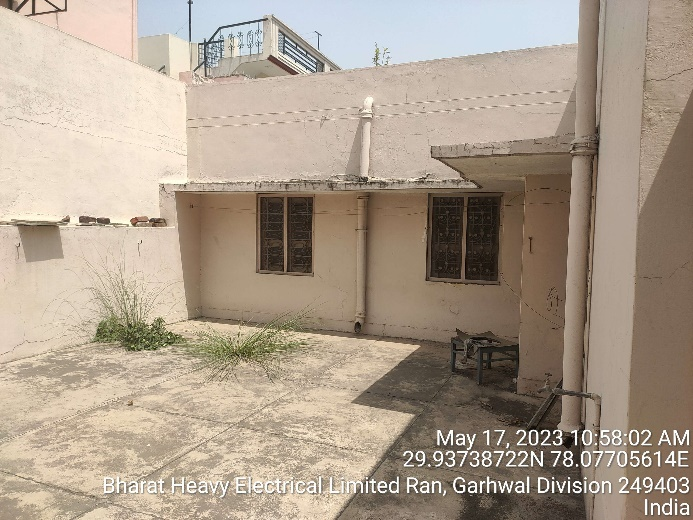 May 17, 2023 10:58:02 AM
29.93738722N 78.07705614E
Bharat Heavy Electrical Limited Ran, Garhwal Division 249403
India